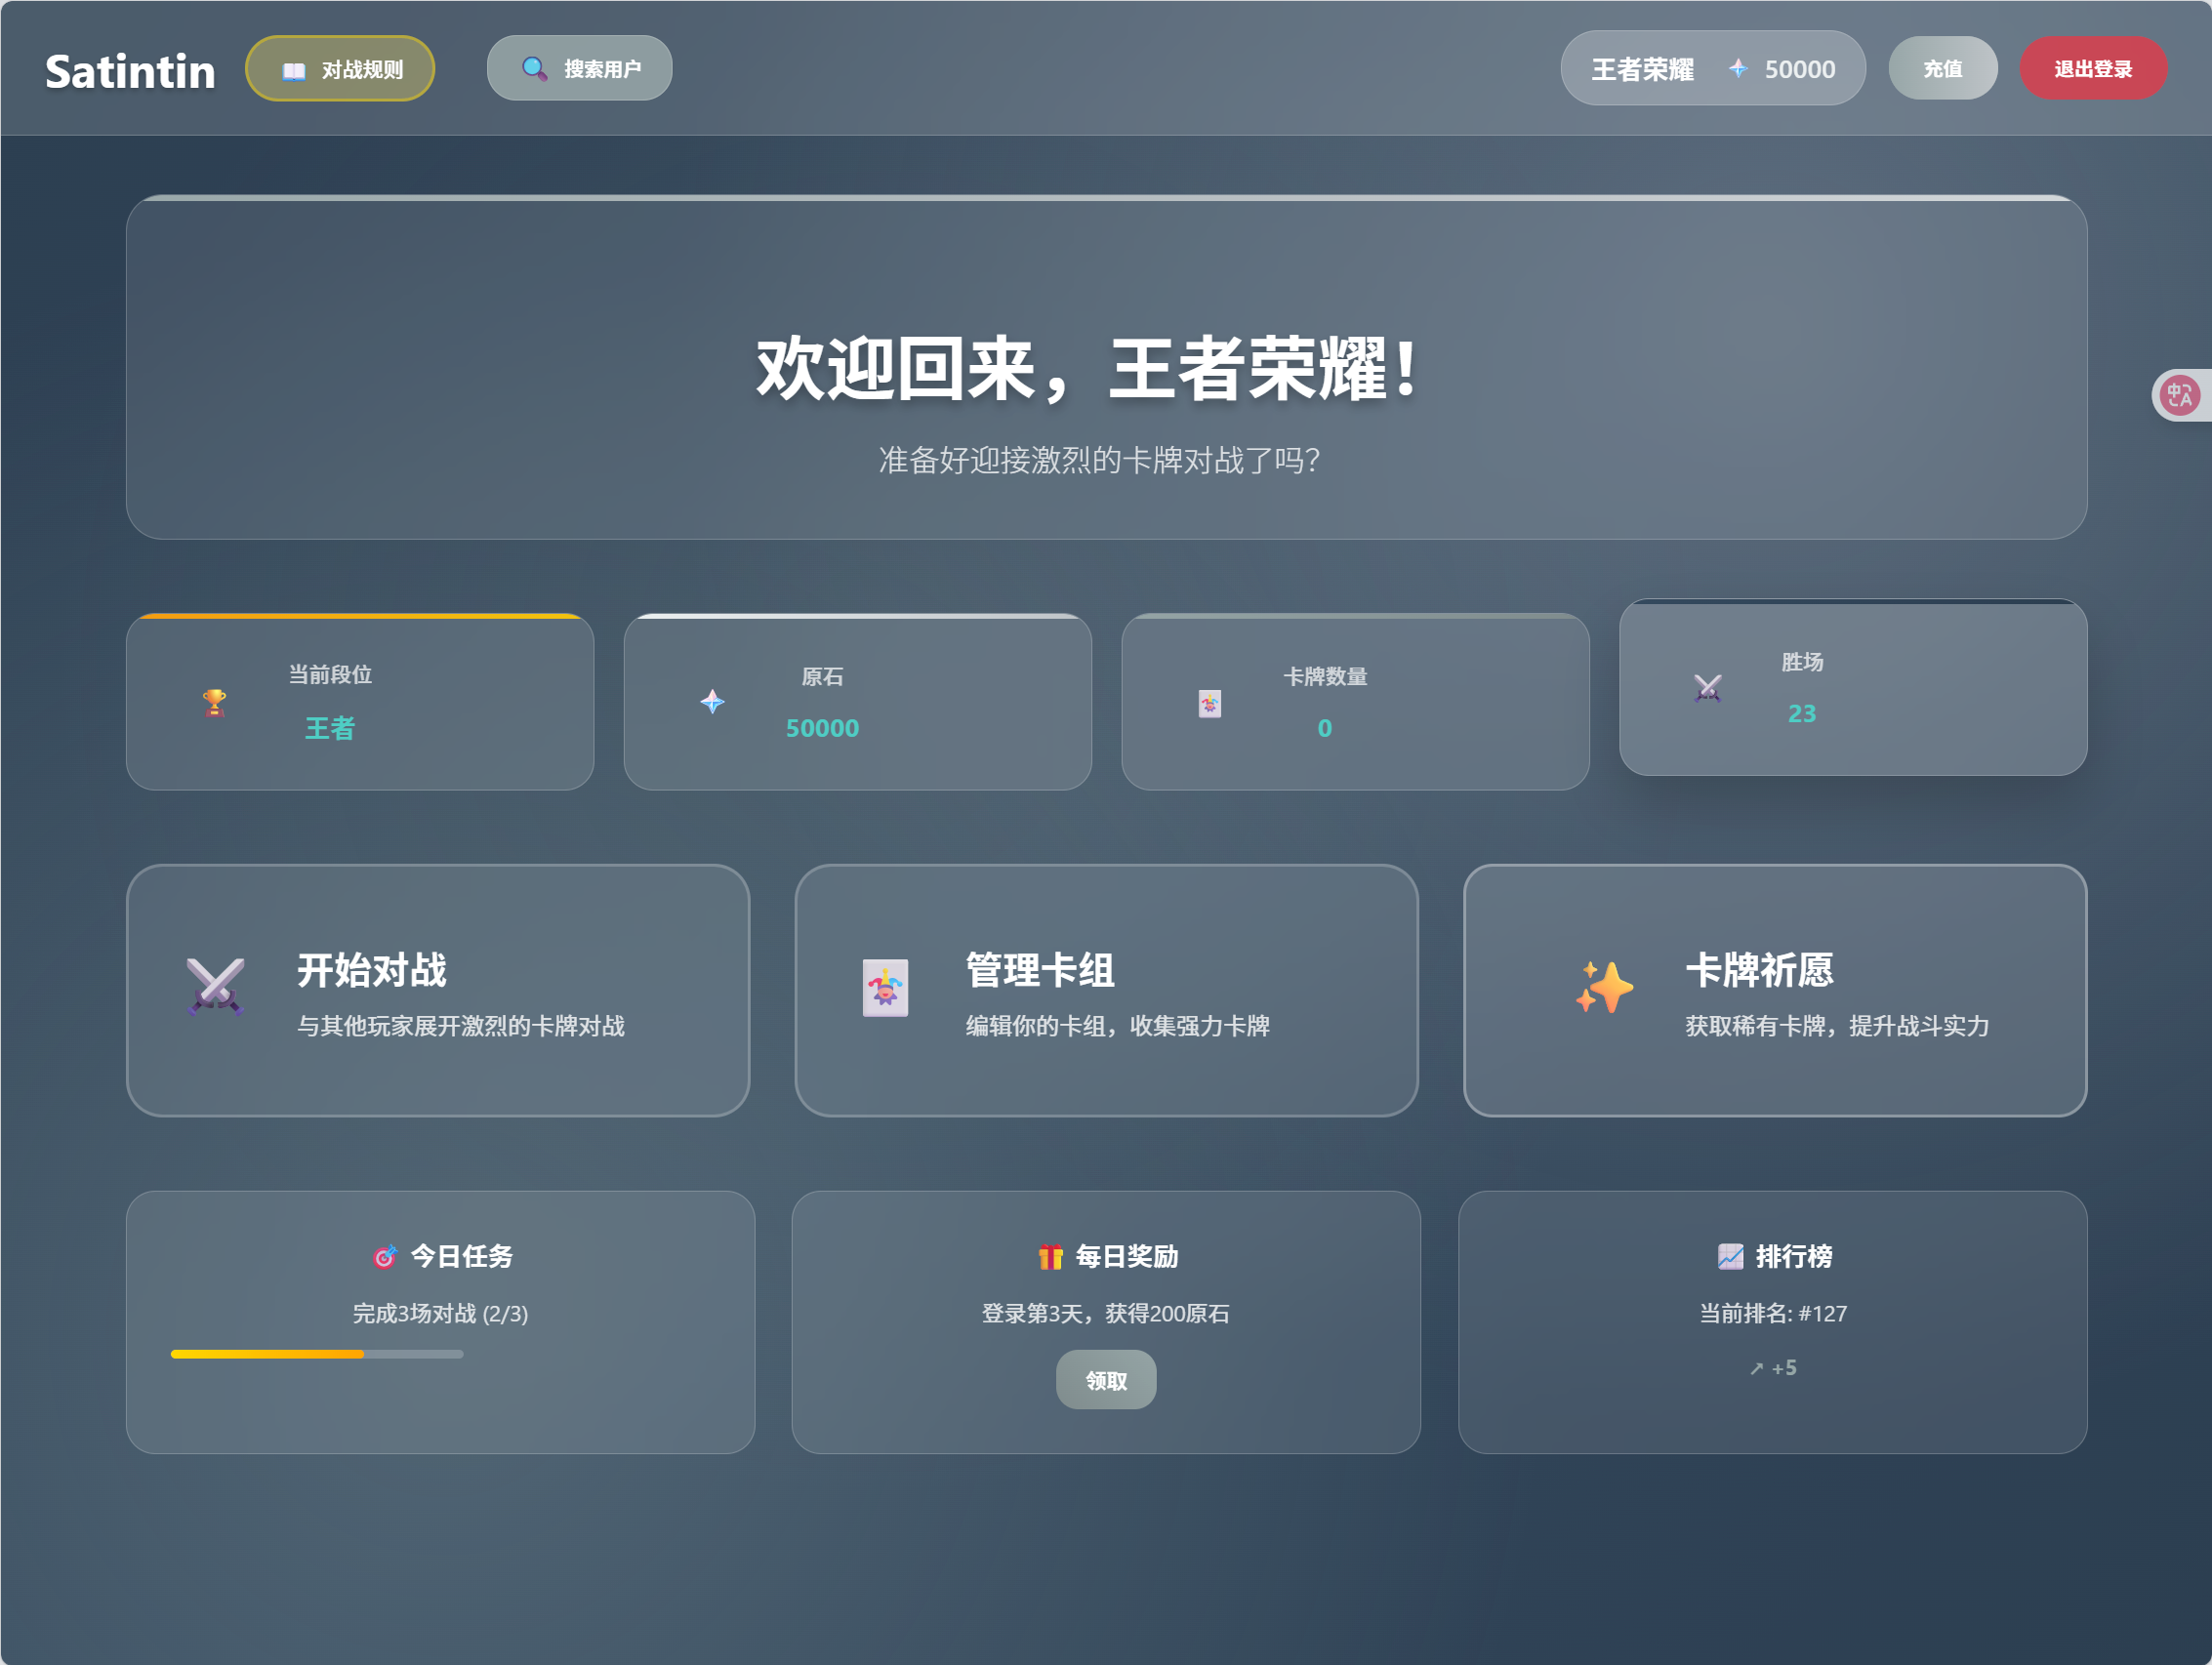 Satintin
对战规则
搜索用户
王者荣耀 50000
充值
退出登录
欢迎回来，王者荣耀！
准备好迎接激烈的卡牌对战了吗？
当前段位
王者
原石
50000
卡牌数量
0
胜场
23
开始对战
与其他玩家展开激烈的卡牌对战
管理卡组
编辑你的卡组，收集强力卡牌
卡牌祈愿
获取稀有卡牌，提升战斗实力
今日任务
完成3场对战 (2/3)
每日奖励
登录第3天，获得200原石
领取
排行榜
当前排名: #127
↗ +5
中A